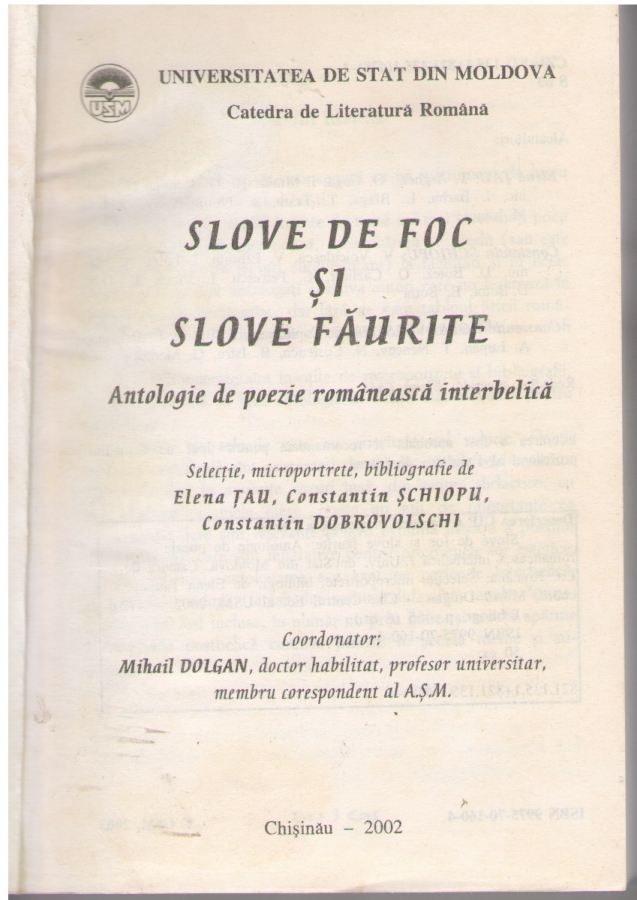 USM
UNIVERSITATEA DE STAT DIN MOLDOVA
Catedra de Literatură Română
SLOVE DE FOC
ȘI
SLOVE FĂURITE
Antologie de poezie românească interbelică
Selecție, microportrete, bibliografie de
Elena ȚAU, Constantin ȘCHIOPU,
Constantin DOBROVOLSCHI
Coordonator:
Mihail DOLGAN, doctor habilitat, profesor universitar,
membru corespondent al A.Ș.M.
Chișinău – 2002